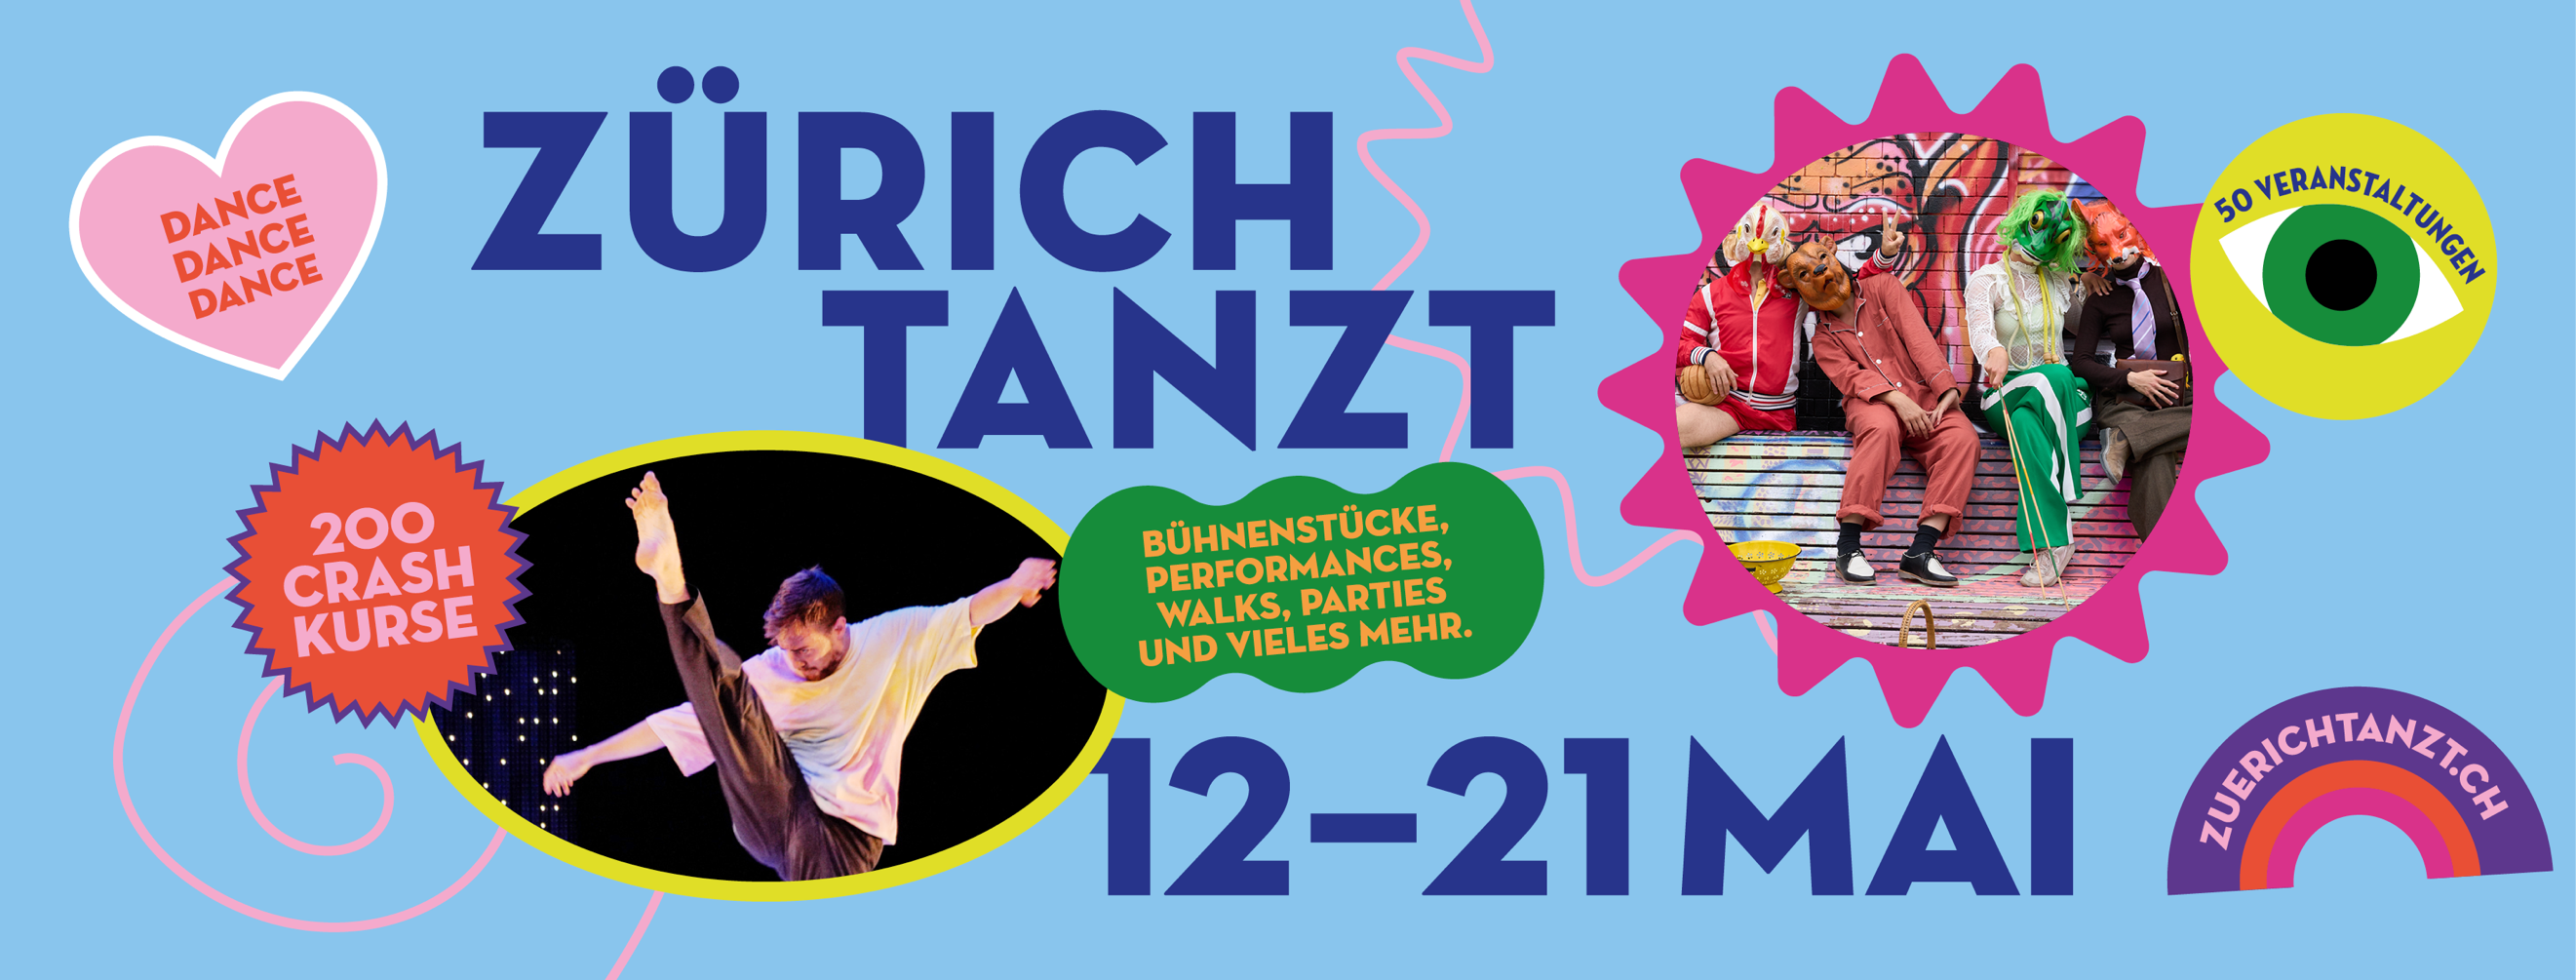 DANCE
DANCE
DANCE
ZÜRICH
TANZT
50 VERANSTALTUNGEN
200
CRASH
KURSE
BÜHNENSTÜCKE,
PERFORMANCES,
WALKS, PARTIES
UND VIELES MEHR.
12–21 MAI
ZUERICHTANZT.CH